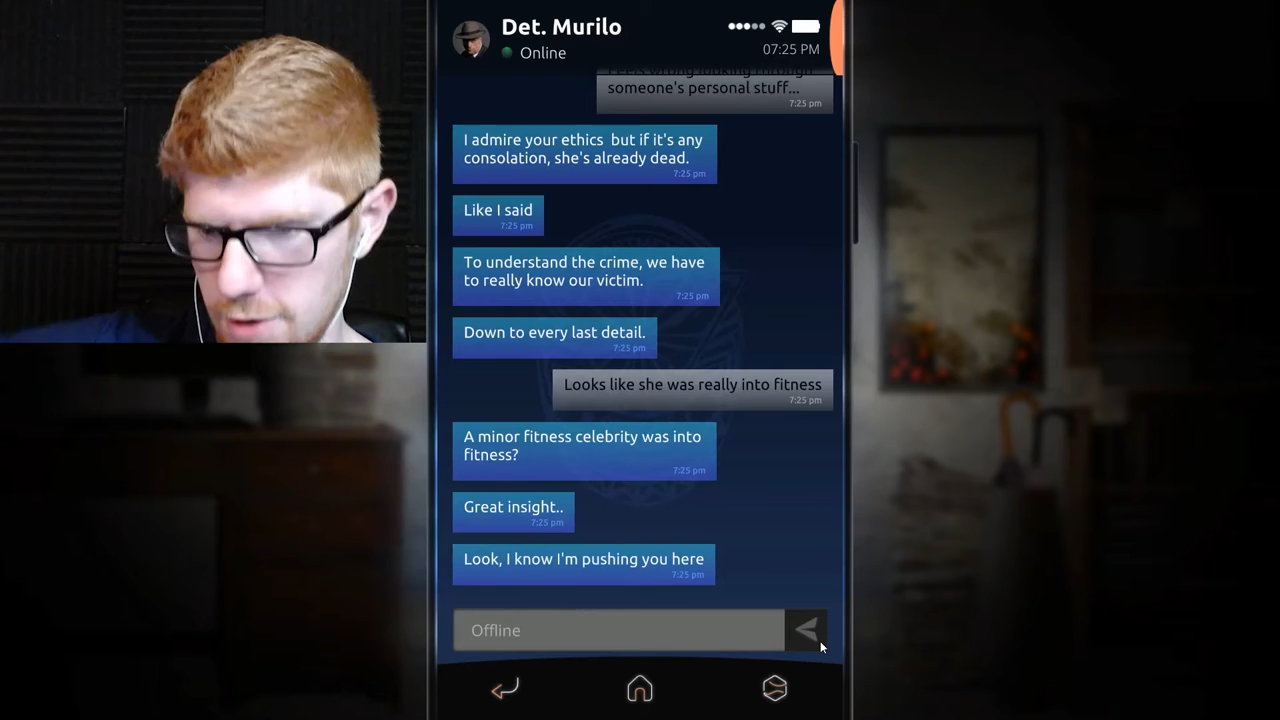 Det. Murilo
Online
07:25 PM
someone's personal stuff...
7:25 pm
I admire your ethics  but if it's any
consolation, she's already dead.
7:25 pm
Like I said
7:25 pm
To understand the crime, we have
to really know our victim.
7:25 pm
Down to every last detail.
7:25 pm
Looks like she was really into fitness
7:25 pm
A minor fitness celebrity was into
fitness?
7:25 pm
Great insight..
7:25 pm
Look, I know I'm pushing you here
7:25 pm
Offline